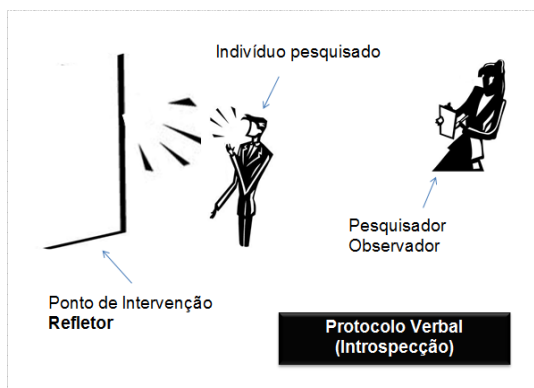 Indivíduo pesquisado
Pesquisador
Observador
Ponto de Intervenção
Refletor
Protocolo Verbal
(Introspecção)